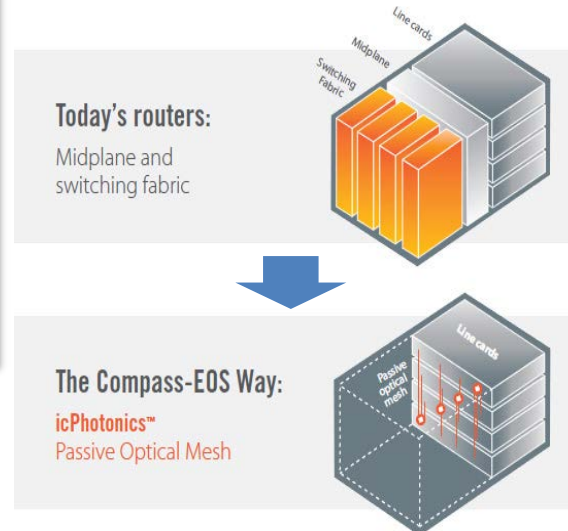 Today's routers:
Midplane and
switching fabric
Switching
Fabric
Midplane
Line cards
The Compass-EOS Way:
icPhotonics™
Passive Optical Mesh
Passive
optical
mesh
Line cards